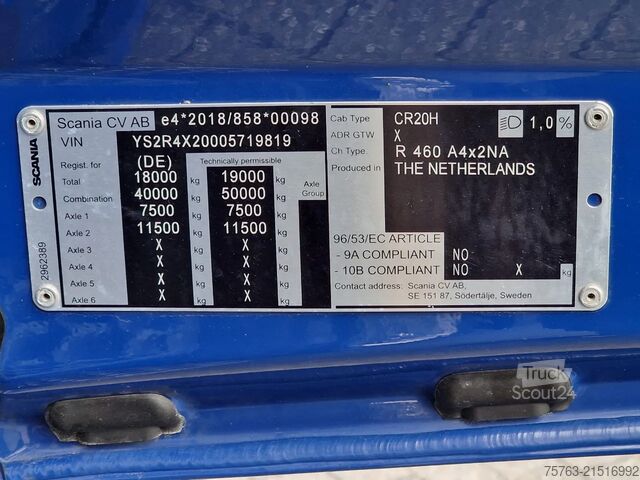 SCANIA
2962389
Scania CV AB e4*2018/858*00098
VIN YS2R4X20005719819
Regist. for (DE) Technically permissible
Total 18000 kg 19000 kg Axle Group
Combination 40000 kg 50000 kg
Axle 1 7500 kg 7500 kg
Axle 2 11500 kg 11500 kg
Axle 3 X kg X kg
Axle 4 X kg X kg
Axle 5 X kg X kg
Axle 6 X kg X kg
Cab Type CR20H 1,0 %
ADR GTW X
Ch. Type R 460 A4x2NA
Produced in THE NETHERLANDS
96/53/EC ARTICLE
- 9A COMPLIANT NO
- 10B COMPLIANT NO X kg
Contact address: Scania CV AB,
SE 151 87, Södertälje, Sweden
Truck
Scout24
75763-21516992